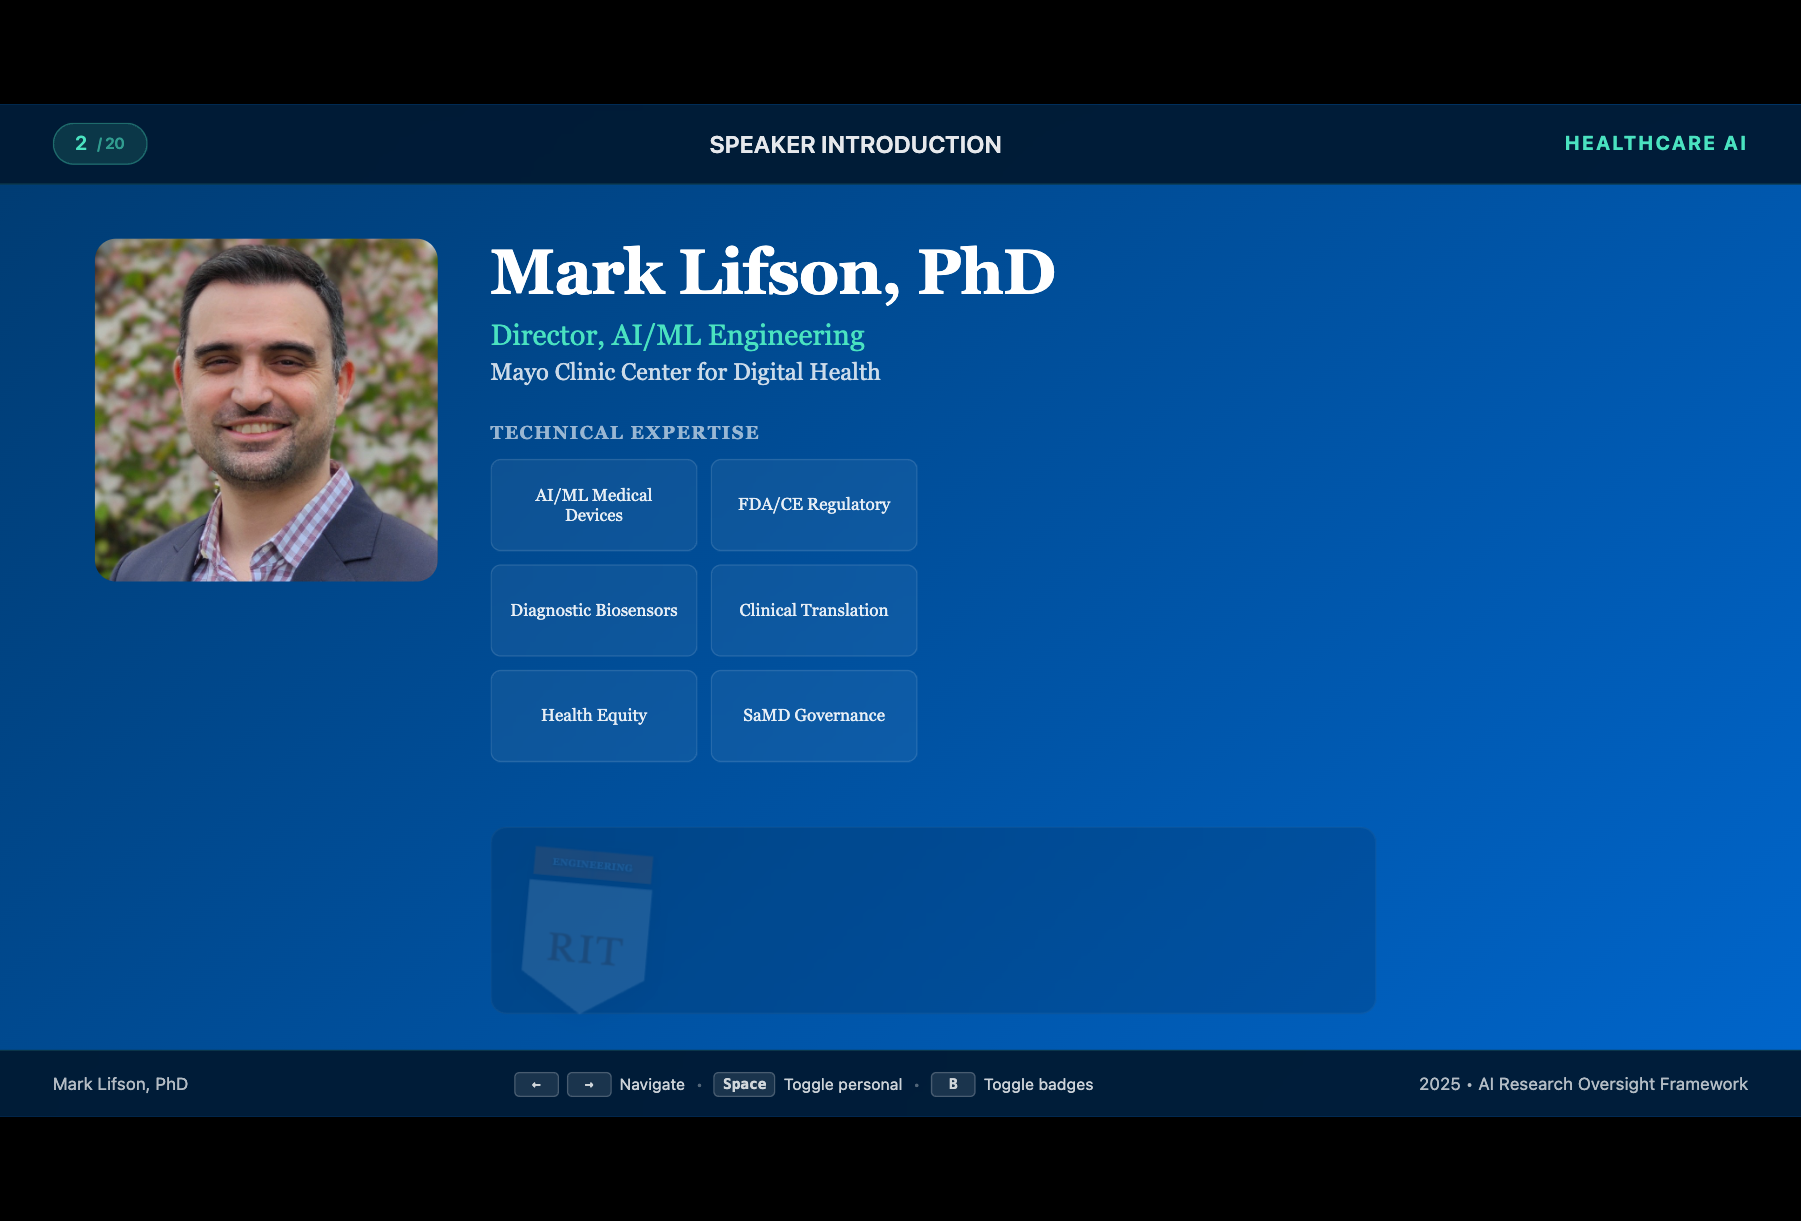 2 / 20
SPEAKER INTRODUCTION
HEALTHCARE AI
Mark Lifson, PhD
Director, AI/ML Engineering
Mayo Clinic Center for Digital Health
TECHNICAL EXPERTISE
AI/ML Medical
Devices
FDA/CE Regulatory
Diagnostic Biosensors
Clinical Translation
Health Equity
SaMD Governance
ENGINEERING
RIT
Mark Lifson, PhD
← → Navigate • Space Toggle personal • B Toggle badges
2025 • AI Research Oversight Framework